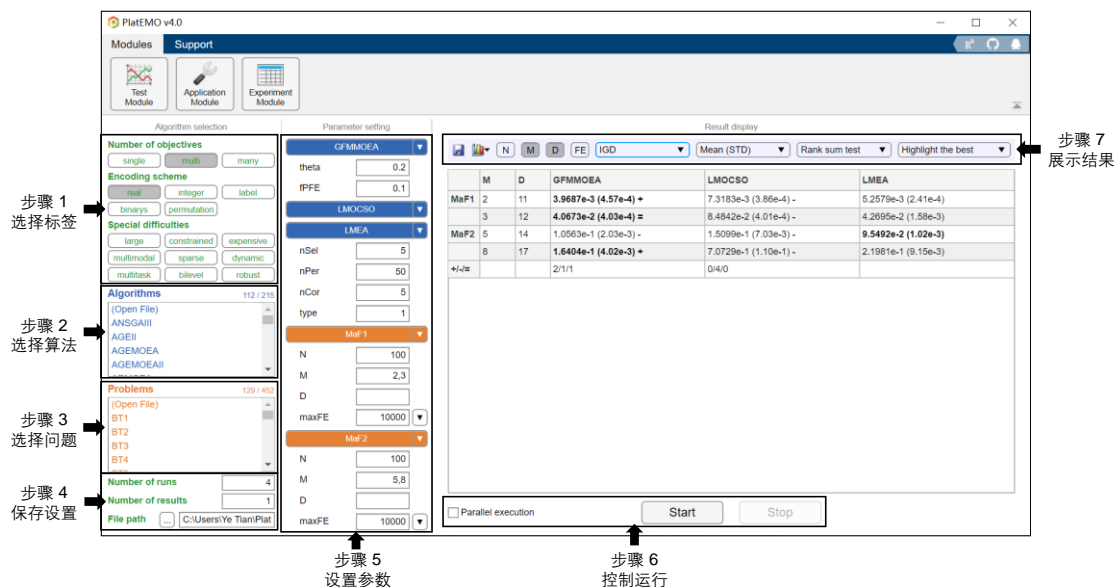 PlatEMO v4.0
Modules Support
Test Module
Application Module
Experiment Module
Algorithm selection
Parameter setting
Result display
步骤 1
选择标签
Number of objectives
single multi many
Encoding scheme
real integer label
binarys permutation
Special difficulties
large constrained expensive
multimodal sparse dynamic
multitask bilevel robust
步骤 2
选择算法
Algorithms 112 / 215
(Open File)
ANSGAIII
AGEII
AGEMOEA
AGEMOEAII
步骤 3
选择问题
Problems 129 / 452
(Open File)
BT1
BT2
BT3
BT4
步骤 4
保存设置
Number of runs 4
Number of results 1
File path ... C:\Users\Ye Tian\Plat
GFMMOEA
theta 0.2
fPFE 0.1
LMOCSO
LMEA
nSel 5
nPer 50
nCor 5
type 1
MaF1
N 100
M 2,3
D
maxFE 10000
MaF2
N 100
M 5,8
D
maxFE 10000
步骤 5
设置参数
N M D FE IGD Mean (STD) Rank sum test Highlight the best
步骤 7
展示结果
M D GFMMOEA LMOCSO LMEA
MaF1 2 11 3.9687e-3 (4.57e-4) + 7.3183e-3 (3.86e-4) - 5.2579e-3 (2.41e-4)
3 12 4.0673e-2 (4.03e-4) = 8.4842e-2 (4.01e-4) - 4.2695e-2 (1.58e-3)
MaF2 5 14 1.0563e-1 (2.03e-3) - 1.5099e-1 (7.03e-3) - 9.5492e-2 (1.02e-3)
8 17 1.6404e-1 (4.02e-3) + 7.0729e-1 (1.10e-1) - 2.1981e-1 (9.15e-3)
+/-/= 2/1/1 0/4/0
Parallel execution Start Stop
步骤 6
控制运行